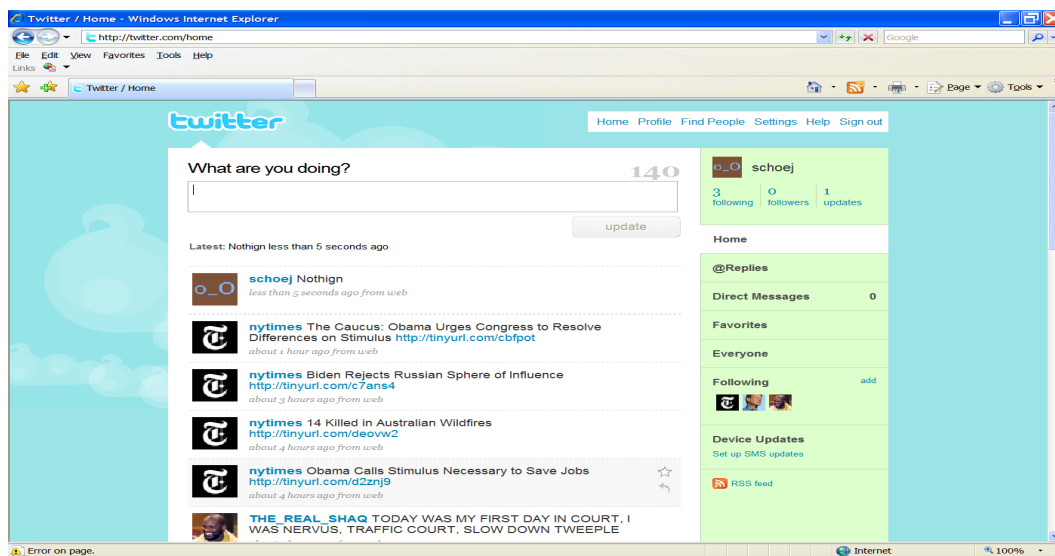 Twitter / Home - Windows Internet Explorer
http://twitter.com/home
Google
File Edit View Favorites Tools Help
Links
Twitter / Home
Page Tools
twitter
Home Profile Find People Settings Help Sign out
What are you doing?
140
update
Latest: Nothign less than 5 seconds ago
o_O
schoej Nothign
less than 5 seconds ago from web
nytimes The Caucus: Obama Urges Congress to Resolve
Differences on Stimulus http://tinyurl.com/cbfpot
about 1 hour ago from web
nytimes Biden Rejects Russian Sphere of Influence
http://tinyurl.com/c7ans4
about 3 hours ago from web
nytimes 14 Killed in Australian Wildfires
http://tinyurl.com/deovw2
about 4 hours ago from web
nytimes Obama Calls Stimulus Necessary to Save Jobs
http://tinyurl.com/d2znj9
about 4 hours ago from web
THE_REAL_SHAQ TODAY WAS MY FIRST DAY IN COURT, I
WAS NERVUS, TRAFFIC COURT, SLOW DOWN TWEEPLE
o_O
schoej
3 0 1
following followers updates
Home
@Replies
Direct Messages 0
Favorites
Everyone
Following add
Device Updates
Set up SMS updates
RSS feed
Error on page.
Internet
100%